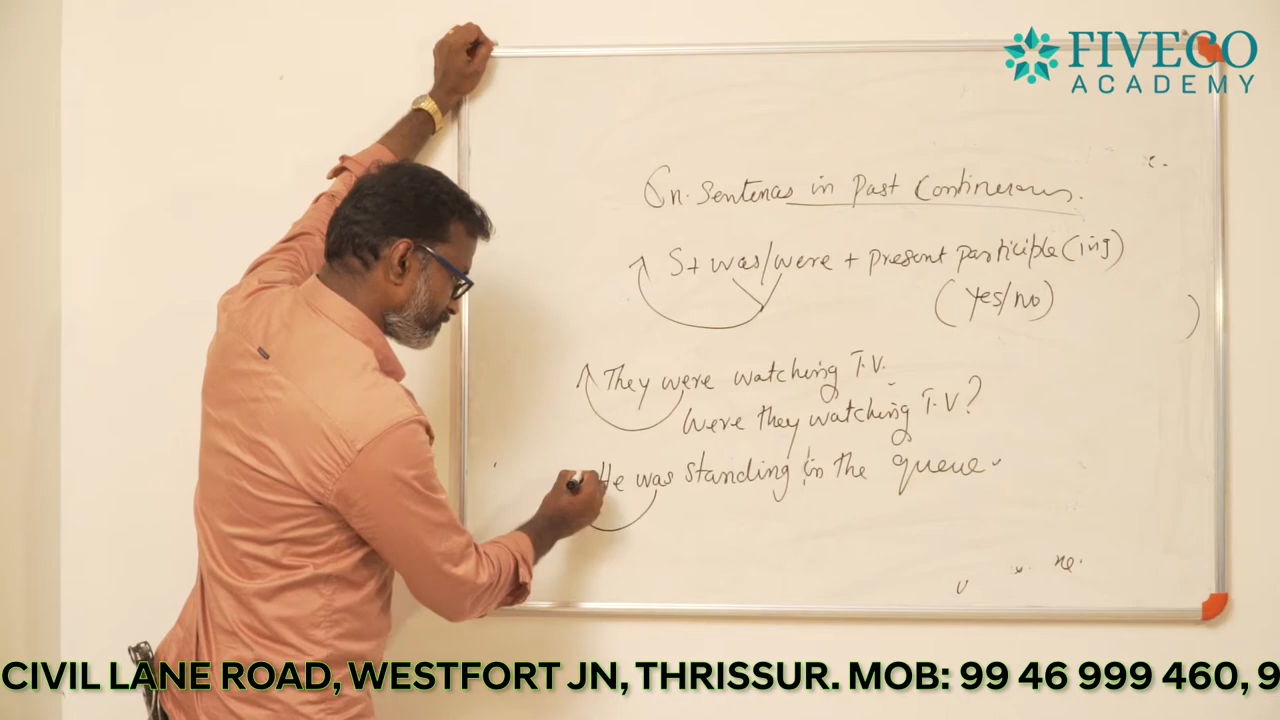 FIVECO
ACADEMY
Sentences in Past Continuous.
S+ was/were + present participle (ing)
(Yes/no)
They were watching T.V.
Were they watching T.V?
He was standing in the queue.
CIVIL LANE ROAD, WESTFORT JN, THRISSUR. MOB: 99 46 999 460, 9